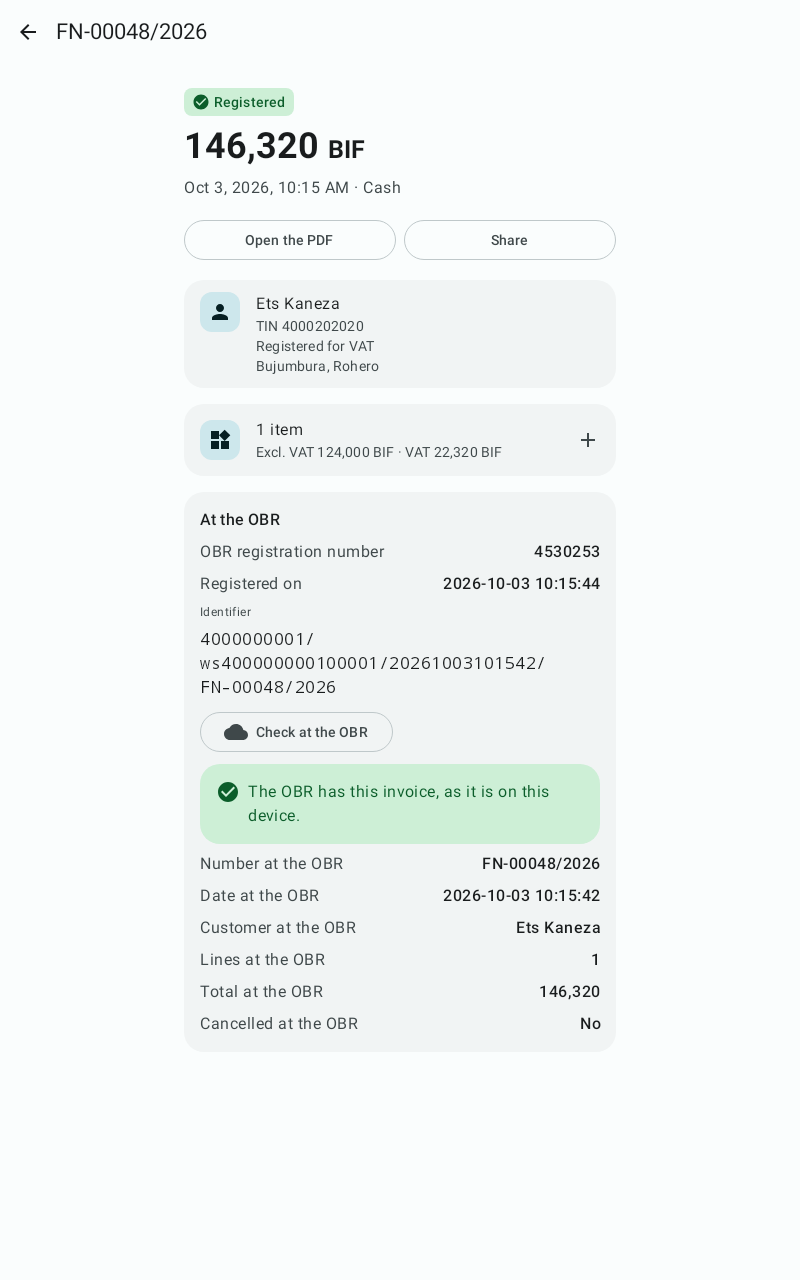 FN-00048/2026
Registered
146,320 BIF
Oct 3, 2026, 10:15 AM · Cash
Open the PDF
Share
Ets Kaneza
TIN 4000202020
Registered for VAT
Bujumbura, Rohero
1 item
Excl. VAT 124,000 BIF · VAT 22,320 BIF
At the OBR
OBR registration number 4530253
Registered on 2026-10-03 10:15:44
Identifier
4000000001/
ws400000000100001/20261003101542/
FN-00048/2026
Check at the OBR
The OBR has this invoice, as it is on this
device.
Number at the OBR FN-00048/2026
Date at the OBR 2026-10-03 10:15:42
Customer at the OBR Ets Kaneza
Lines at the OBR 1
Total at the OBR 146,320
Cancelled at the OBR No